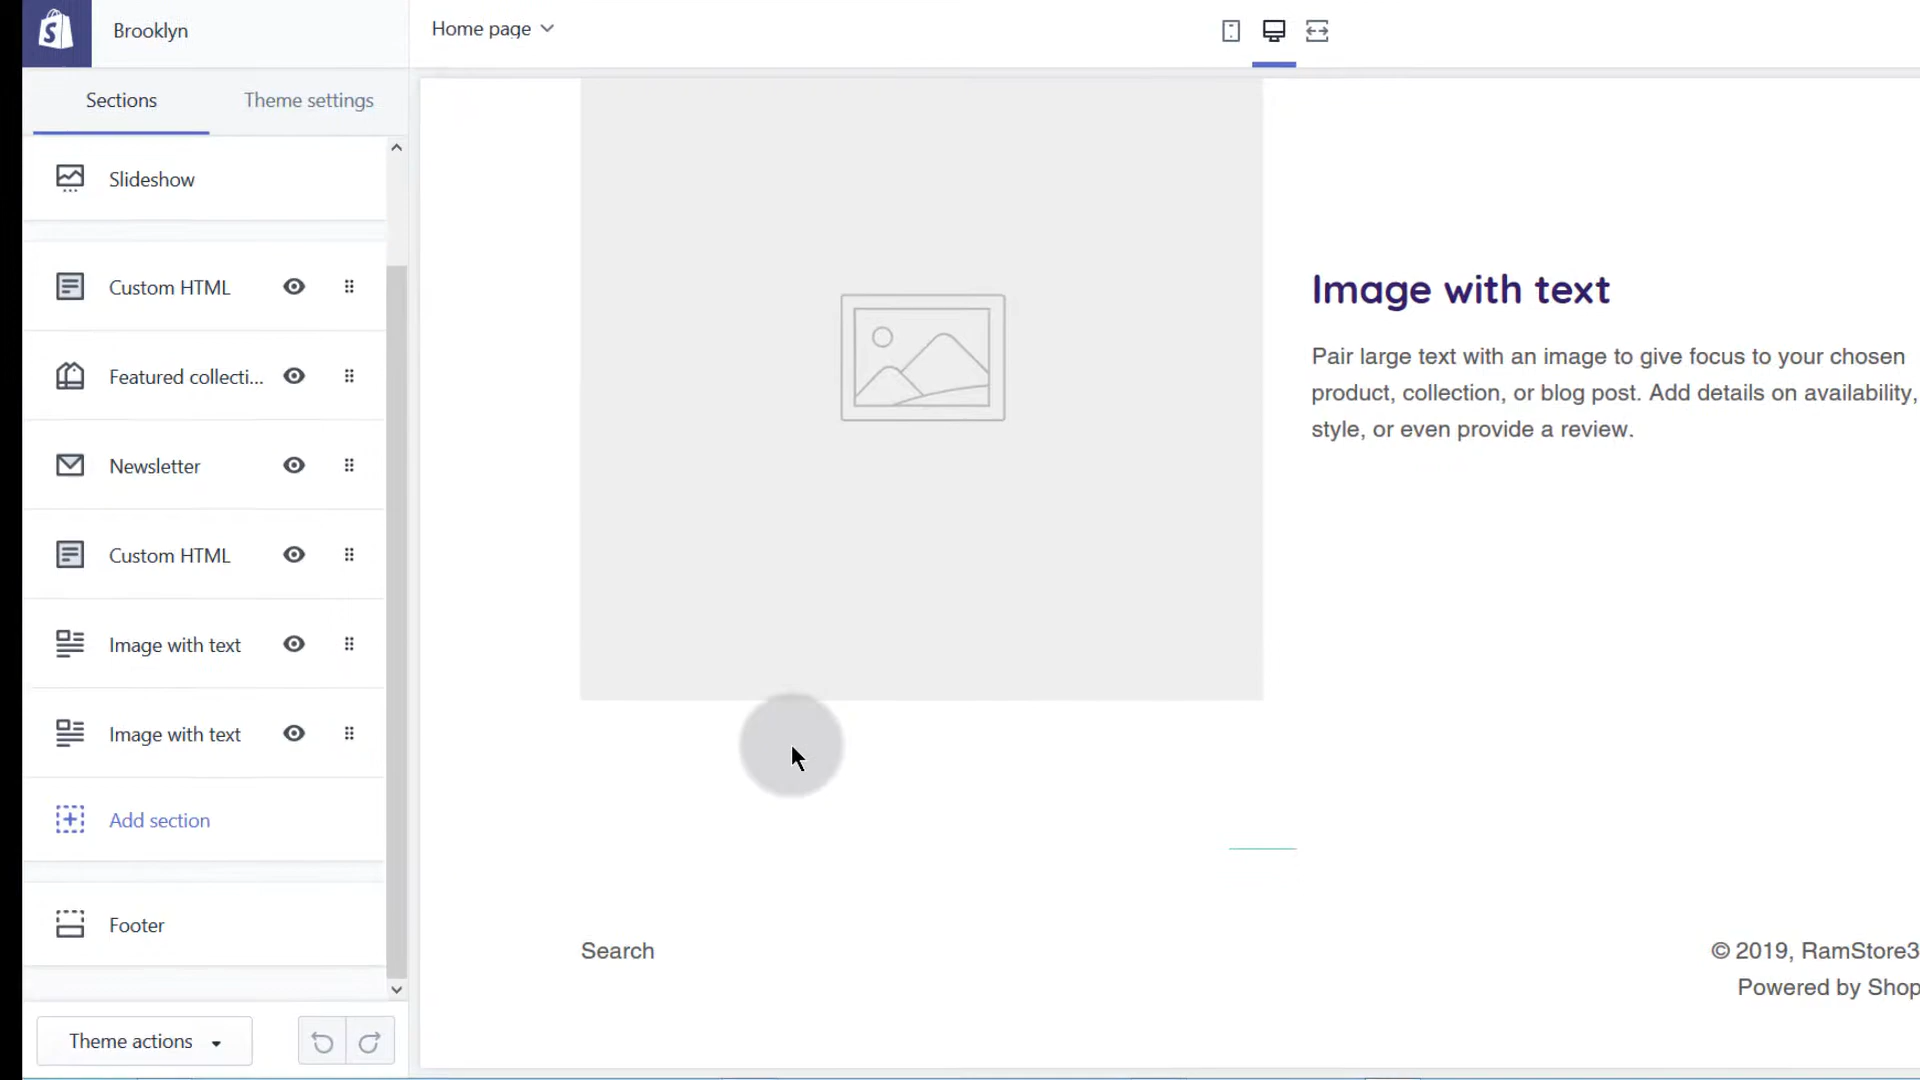 Brooklyn
Home page
Sections
Theme settings
Slideshow
Custom HTML
Featured collecti...
Newsletter
Custom HTML
Image with text
Image with text
Add section
Footer
Theme actions
Image with text
Pair large text with an image to give focus to your chosen
product, collection, or blog post. Add details on availability,
style, or even provide a review.
Search
© 2019, RamStore3
Powered by Shop